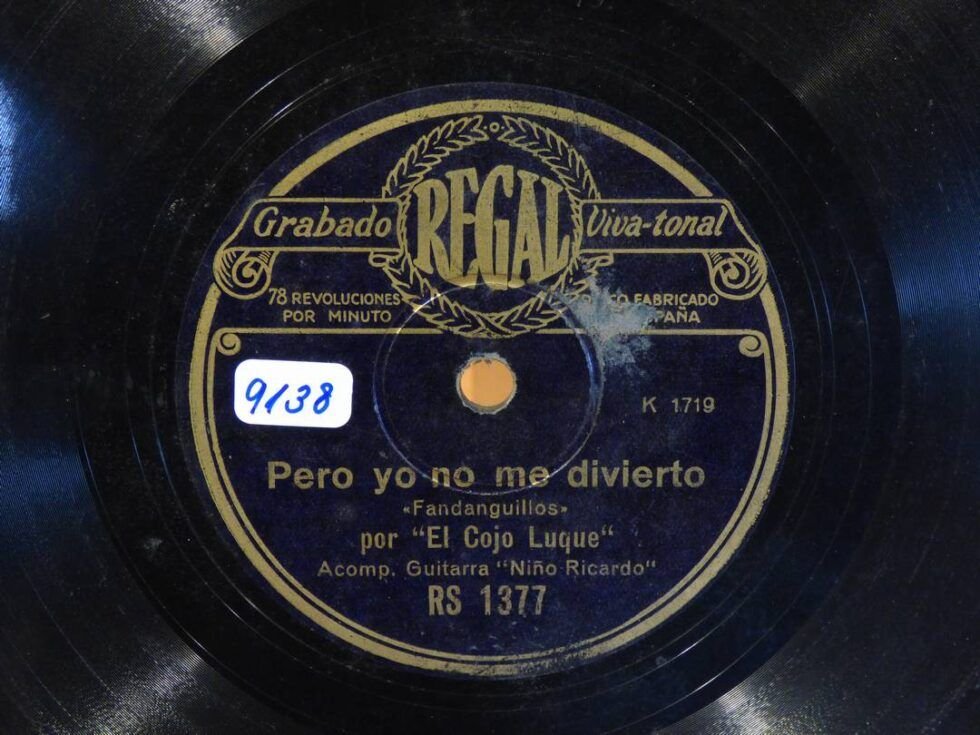 REGAL
Grabado Viva-tonal
78 REVOLUCIONES
POR MINUTO
FABRICADO
9138
K 1719
Pero yo no me divierto
«Fandanguillos»
por "El Cojo Luque"
Acomp. Guitarra "Niño Ricardo"
RS 1377